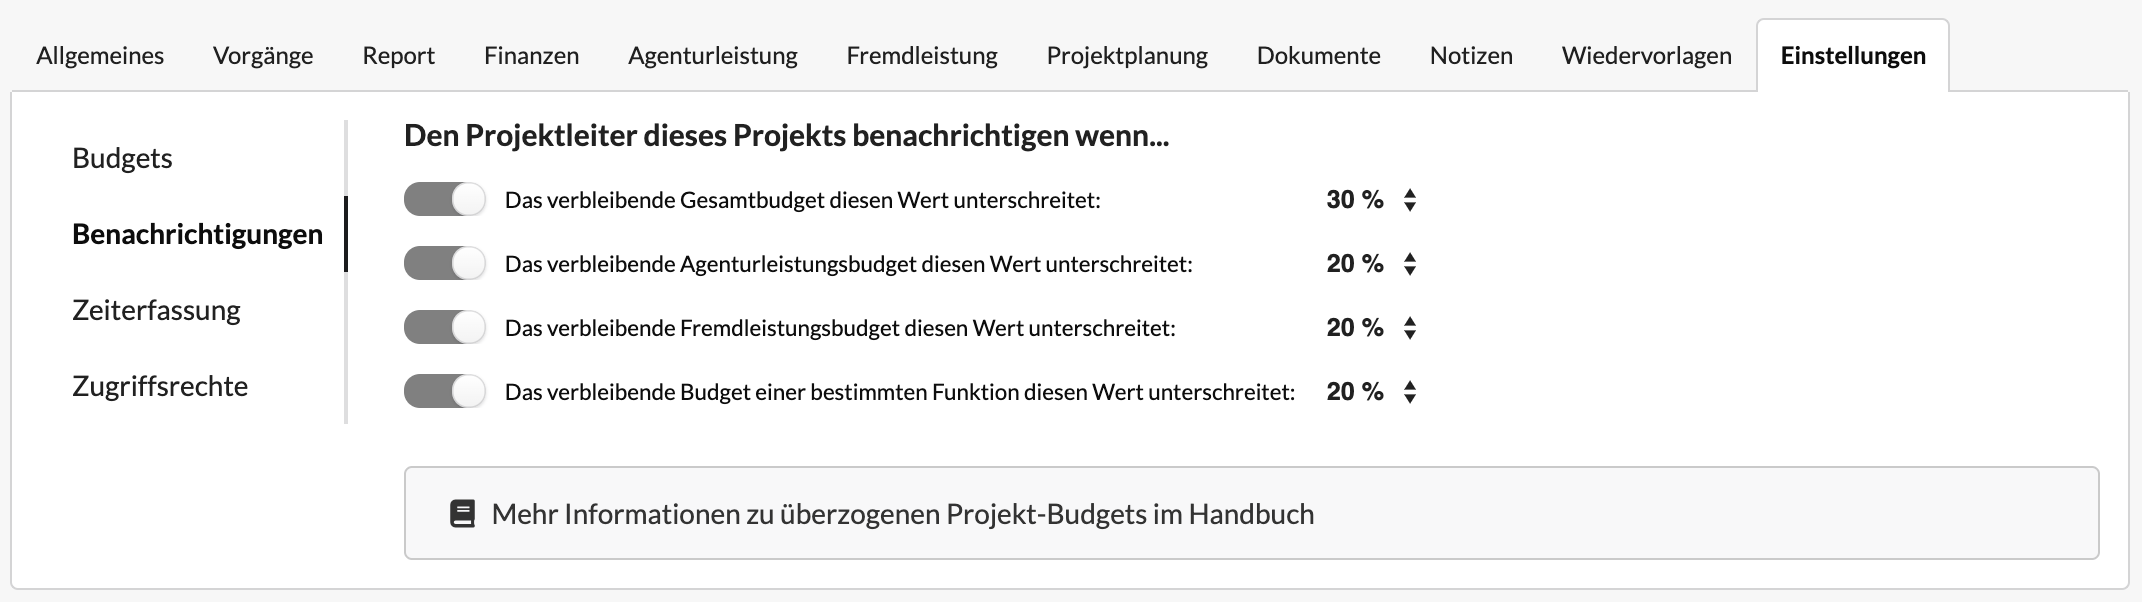 Allgemeines Vorgänge Report Finanzen Agenturleistung Fremdleistung Projektplanung Dokumente Notizen Wiedervorlagen Einstellungen
Budgets
Benachrichtigungen
Zeiterfassung
Zugriffsrechte
Den Projektleiter dieses Projekts benachrichtigen wenn...
Das verbleibende Gesamtbudget diesen Wert unterschreitet: 30 %
Das verbleibende Agenturleistungsbudget diesen Wert unterschreitet: 20 %
Das verbleibende Fremdleistungsbudget diesen Wert unterschreitet: 20 %
Das verbleibende Budget einer bestimmten Funktion diesen Wert unterschreitet: 20 %
Mehr Informationen zu überzogenen Projekt-Budgets im Handbuch